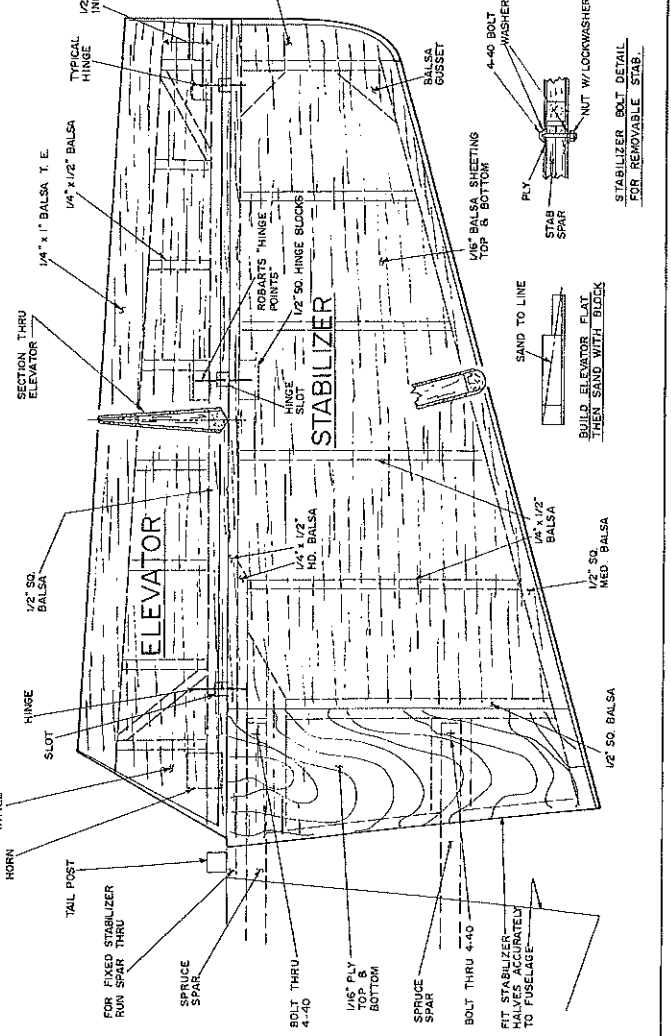 1/4" x 1" BALSA T. E.
1/4" x 1/2" BALSA
SECTION THRU
ELEVATOR
TYPICAL
HINGE
ROBARTS "HINGE
POINTS
1/2" SQ. HINGE BLOCKS
1/2" SQ.
BALSA
ELEVATOR
HINGE
SLOT
HORN
TAIL POST
FOR FIXED STABILIZER
RUN SPAR THRU
SPRUCE
SPAR
BOLT THRU
4-40
1/16" PLY
TOP &
BOTTOM
SPRUCE
SPAR
BOLT THRU 4-40
FIT STABILIZER
HALVES ACCURATELY
TO FUSELAGE
HINGE
SLOT
STABILIZER
1/4" x 1/2"
HD. BALSA
1/4" x 1/2"
BALSA
1/2" SQ.
MED BALSA
1/2" SQ. BALSA
BALSA
GUSSET
1/16" BALSA SHEETING
TOP & BOTTOM
SAND TO LINE
BUILD ELEVATOR FLAT
THEN SAND WITH BLOCK
4-40 BOLT
WASHER
PLY
STAB
SPAR
NUT W/LOCKWASHER
STABILIZER BOLT DETAIL
FOR REMOVABLE STAB.